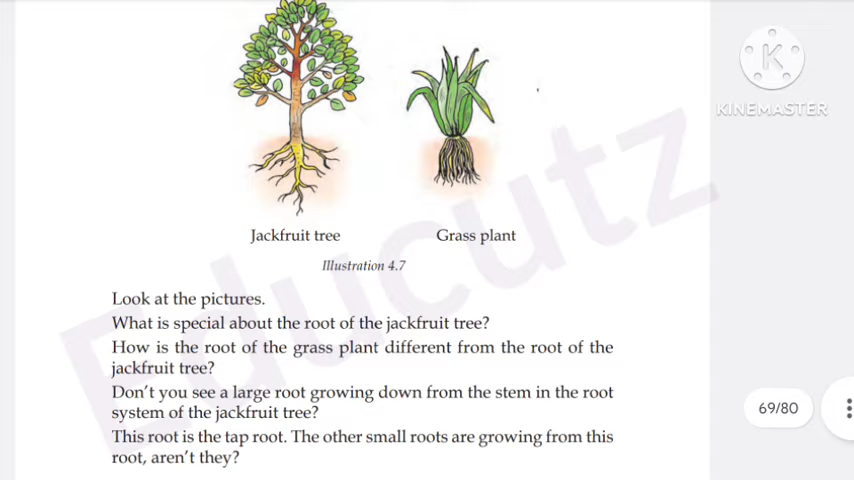 KINEMASTER
Educutz
Jackfruit tree
Grass plant
Illustration 4.7
Look at the pictures.
What is special about the root of the jackfruit tree?
How is the root of the grass plant different from the root of the
jackfruit tree?
Don't you see a large root growing down from the stem in the root
system of the jackfruit tree?
This root is the tap root. The other small roots are growing from this
root, aren't they?
69/80